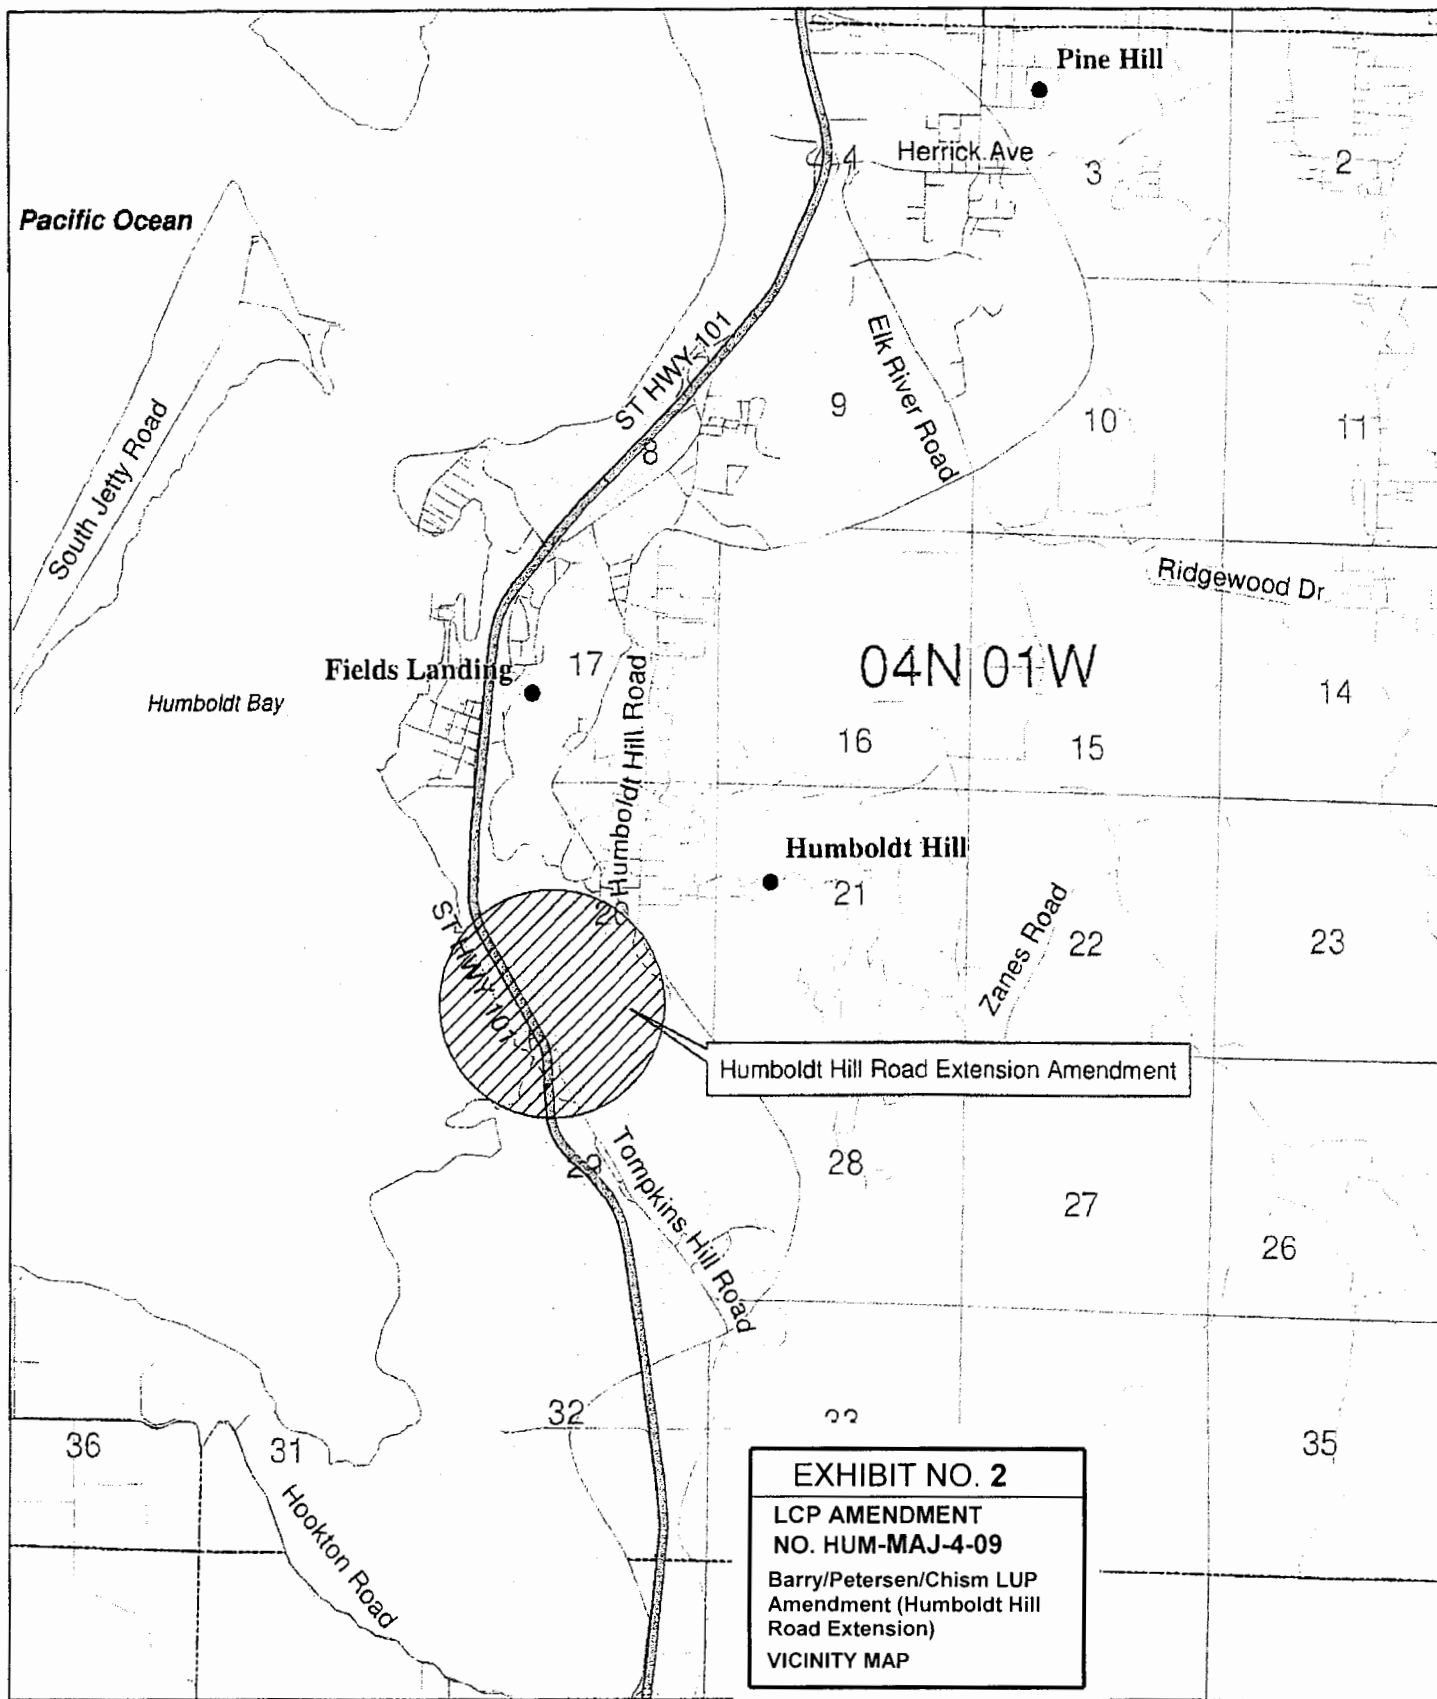 Pine Hill
4
Herrick Ave
3
2
Pacific Ocean
ST HWY 101
Elk River Road
9
10
11
8
South Jetty Road
Ridgewood Dr
Fields Landing
17
04N 01W
14
Humboldt Bay
Humboldt Hill Road
16
15
Humboldt Hill
21
20
ST HWY 101
Zanes Road
22
23
Humboldt Hill Road Extension Amendment
29
Tompkins Hill Road
28
27
26
32
36
31
35
Hookton Road
EXHIBIT NO. 2
LCP AMENDMENT
NO. HUM-MAJ-4-09
Barry/Petersen/Chism LUP
Amendment (Humboldt Hill
Road Extension)
VICINITY MAP